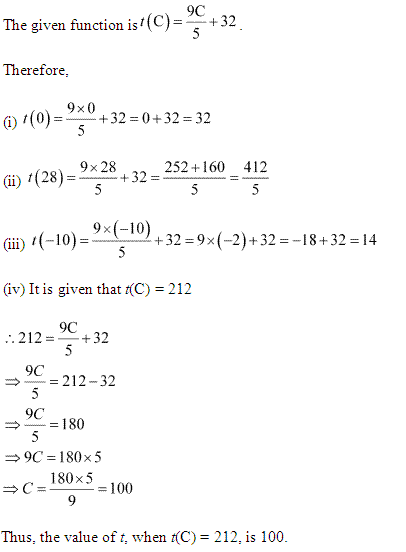 The given function is t(C) = 9C/5 + 32.
Therefore,
(i) t(0) = 9×0/5 + 32 = 0 + 32 = 32
(ii) t(28) = 9×28/5 + 32 = 252+160/5 = 412/5
(iii) t(−10) = 9×(−10)/5 + 32 = 9×(−2) + 32 = −18 + 32 = 14
(iv) It is given that t(C) = 212
∴ 212 = 9C/5 + 32
⇒ 9C/5 = 212 − 32
⇒ 9C/5 = 180
⇒ 9C = 180 × 5
⇒ C = 180×5/9 = 100
Thus, the value of t, when t(C) = 212, is 100.